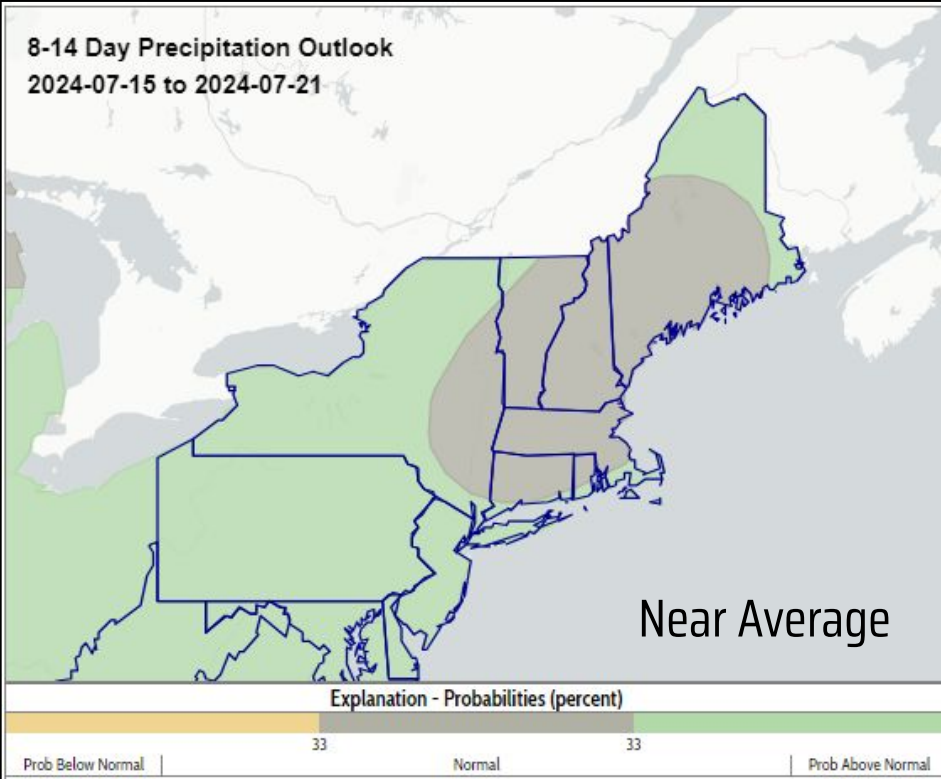 8-14 Day Precipitation Outlook
2024-07-15 to 2024-07-21
Near Average
Explanation - Probabilities (percent)
33 33
Prob Below Normal Normal Prob Above Normal